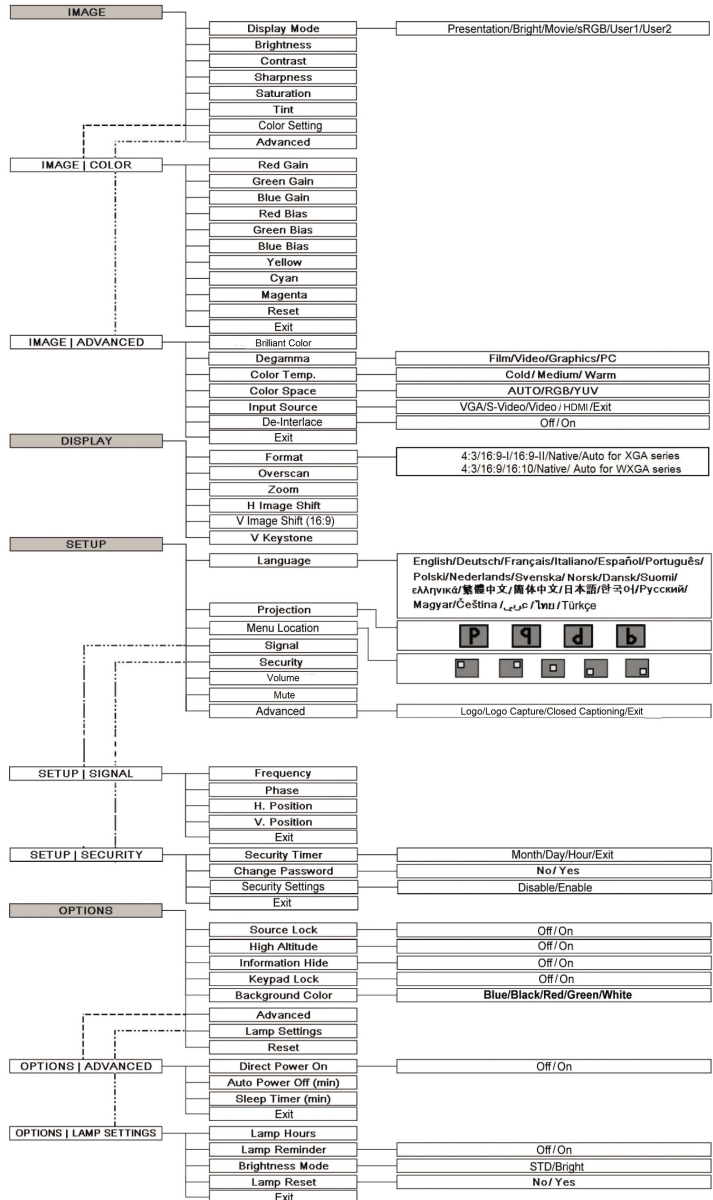 IMAGE
Display Mode Presentation/Bright/Movie/sRGB/User1/User2
Brightness
Contrast
Sharpness
Saturation
Tint
Color Setting
Advanced
IMAGE | COLOR Red Gain
Green Gain
Blue Gain
Red Bias
Green Bias
Blue Bias
Yellow
Cyan
Magenta
Reset
Exit
IMAGE | ADVANCED Brilliant Color
Degamma Film/Video/Graphics/PC
Color Temp. Cold/Medium/Warm
Color Space AUTO/RGB/YUV
Input Source VGA/S-Video/Video / HDMI /Exit
De-Interlace Off/On
Exit
DISPLAY
Format 4:3/16:9-I/16:9-II/Native/Auto for XGA series
4:3/16:9/16:10/Native/ Auto for WXGA series
Overscan
Zoom
H Image Shift
V Image Shift (16:9)
V Keystone
SETUP
Language English/Deutsch/Français/Italiano/Español/Português/
Polski/Nederlands/Svenska/ Norsk/Dansk/Suomi/
ελληνικά/繁體中文/簡体中文/日本語/한국어/Русский/
Magyar/Čeština /عربي /ไทย /Türkçe
Projection P
Menu Location
Signal
Security
Volume
Mute
Advanced Logo/Logo Capture/Closed Captioning/Exit
SETUP | SIGNAL Frequency
Phase
H. Position
V. Position
Exit
SETUP | SECURITY Security Timer Month/Day/Hour/Exit
Change Password No/Yes
Security Settings Disable/Enable
Exit
OPTIONS
Source Lock Off/On
High Altitude Off/On
Information Hide Off/On
Keypad Lock Off/On
Background Color Blue/Black/Red/Green/White
Advanced
Lamp Settings
Reset
OPTIONS | ADVANCED Direct Power On Off/On
Auto Power Off (min)
Sleep Timer (min)
Exit
OPTIONS | LAMP SETTINGS Lamp Hours
Lamp Reminder Off/On
Brightness Mode STD/Bright
Lamp Reset No/Yes
Exit